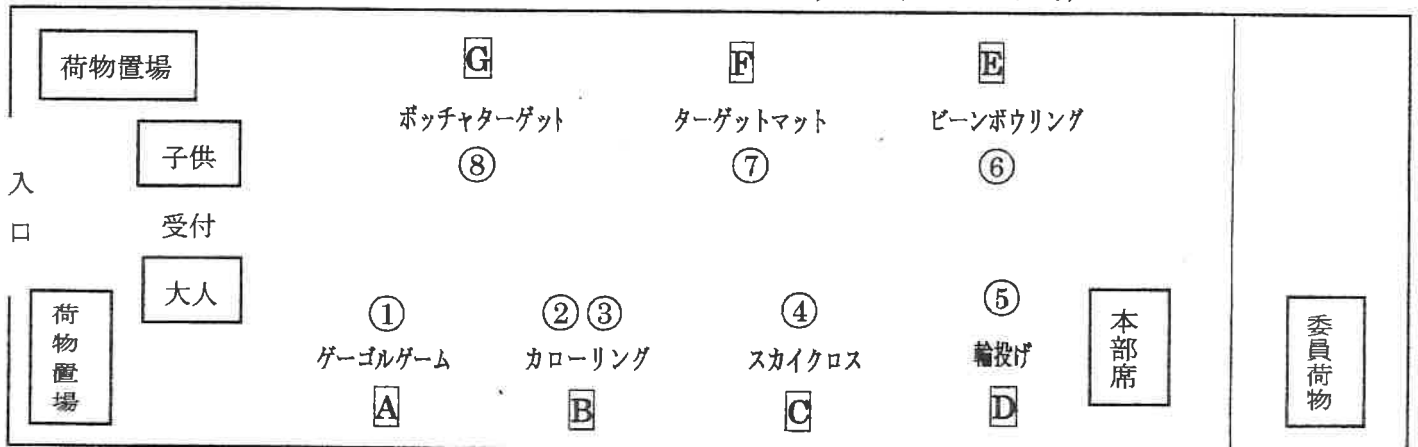 荷物置場
G
F
E
ボッチャターゲット
ターゲットマット
ビーンボウリング
子供
⑧
⑦
⑥
入口
受付
大人
荷物置場
①
②③
④
⑤
ゲーゴルゲーム
カローリング
スカイクロス
輪投げ
A
B
C
D
本部席
委員荷物